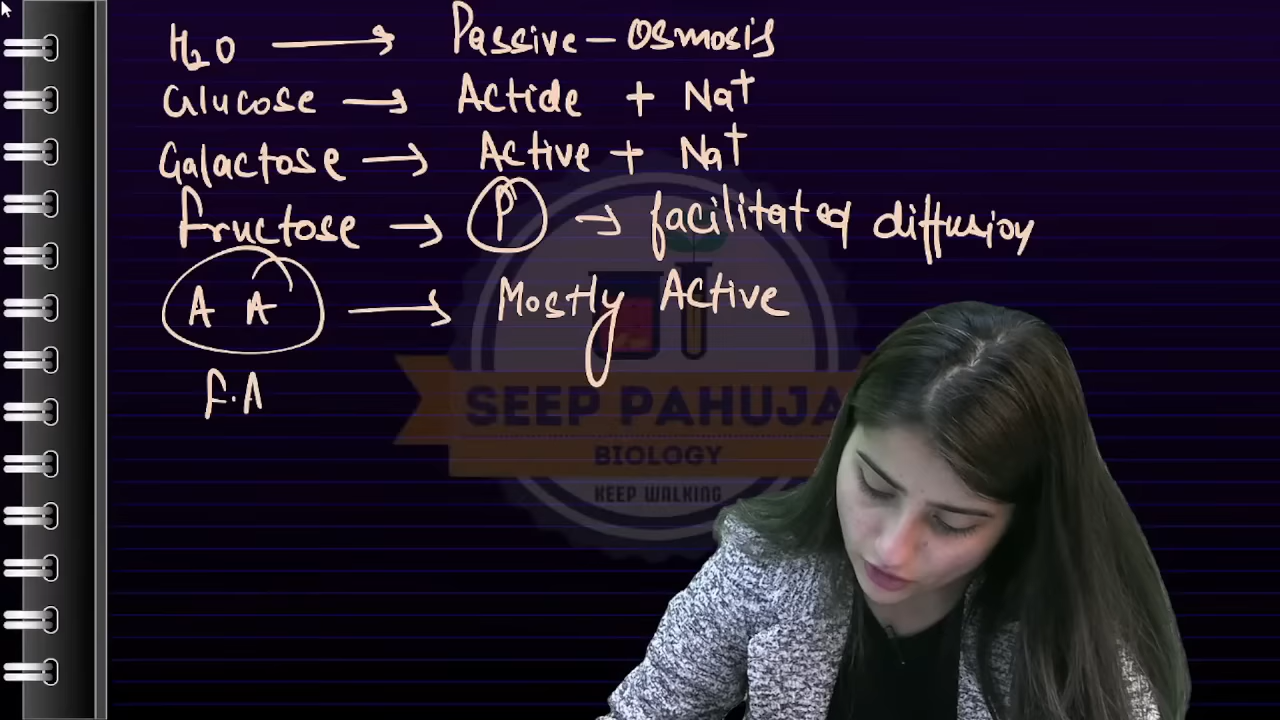 H₂O → Passive - Osmosis
Glucose → Actide + Na⁺
Galactose → Active + Na⁺
fructose → P → facilitated diffusion
A A → Mostly Active
F.A
SEEP PAHUJA
BIOLOGY
KEEP WALKING